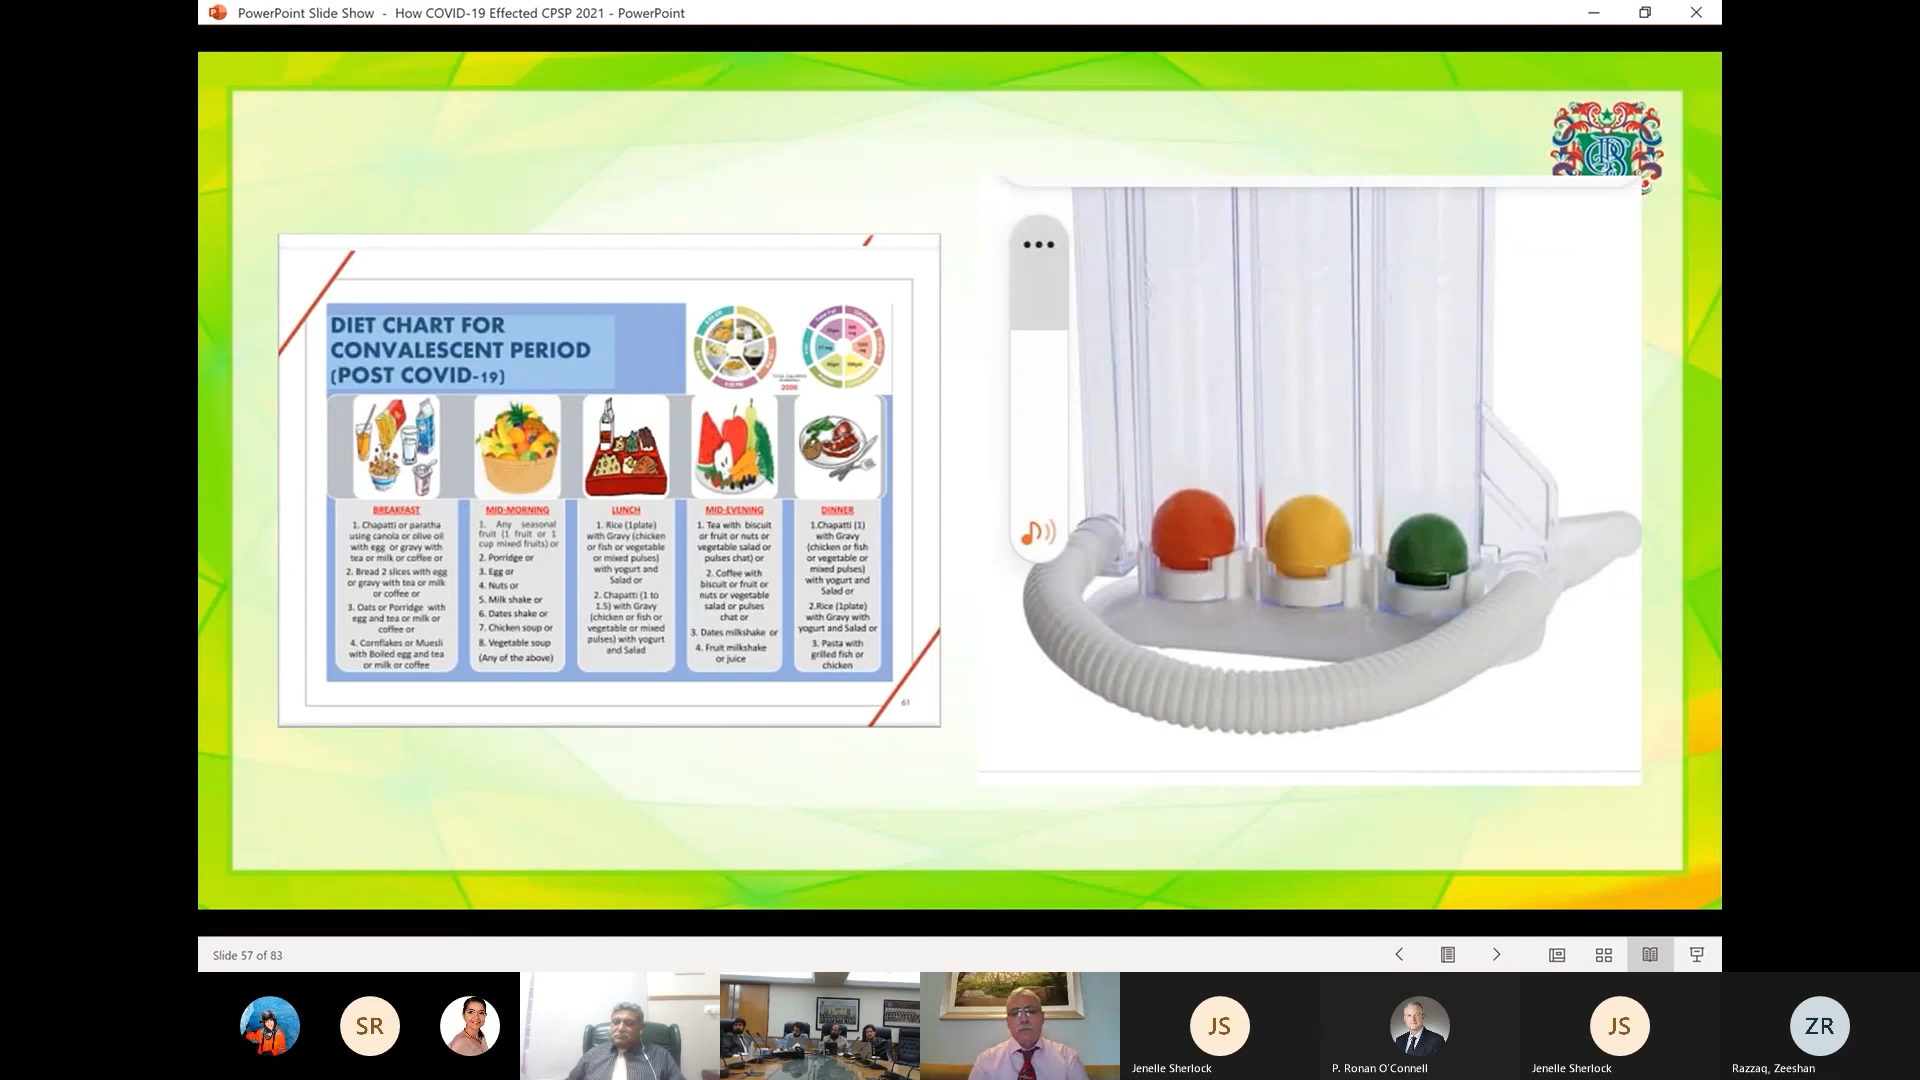 PowerPoint Slide Show - How COVID-19 Effected CPSP 2021 - PowerPoint
DIET CHART FOR
CONVALESCENT PERIOD
(POST COVID-19)
2000
BREAKFAST
1. Chapatti or paratha
using canola or olive oil
with egg or gravy with
tea or milk or coffee or
2. Bread 2 slices with egg
or gravy with tea or milk
or coffee or
3. Oats or Porridge with
egg and tea or milk or
coffee or
4. Cornflakes or Muesli
with Boiled egg and tea
or milk or coffee
MID-MORNING
1. Any seasonal
fruit (1 fruit or 1
cup mixed fruits) or
2. Porridge or
3. Egg or
4. Nuts or
5. Milk shake or
6. Dates shake or
7. Chicken soup or
8. Vegetable soup
(Any of the above)
LUNCH
1. Rice (1plate)
with Gravy (chicken
or fish or vegetable
or mixed pulses)
with yogurt and
Salad or
2. Chapatti (1 to
1.5) with Gravy
(chicken or fish or
vegetable or mixed
pulses) with yogurt
and Salad
MID-EVENING
1. Tea with biscuit
or fruit or nuts or
vegetable salad or
pulses chat) or
2. Coffee with
biscuit or fruit or
nuts or vegetable
salad or pulses
chat or
3. Dates milkshake or
4. Fruit milkshake
or juice
DINNER
1.Chapatti (1)
with Gravy
(chicken or fish
or vegetable or
mixed pulses)
with yogurt and
Salad or
2.Rice (1plate)
with Gravy with
yogurt and Salad or
3. Pasta with
grilled fish or
chicken
61
Slide 57 of 83
SR
JS
JS
ZR
Jenelle Sherlock
P. Ronan O'Connell
Jenelle Sherlock
Razzaq, Zeeshan